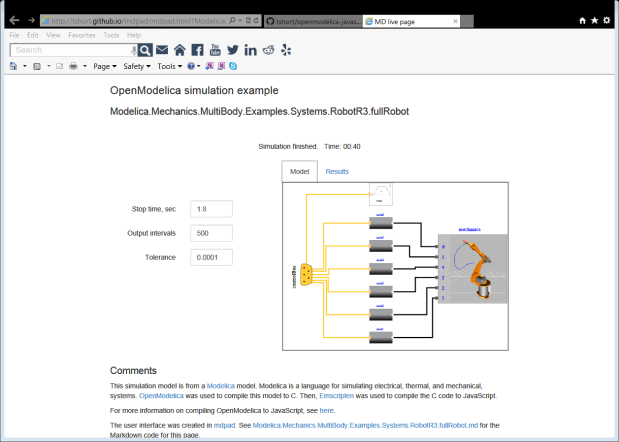 http://tshort.github.io/mdpad/mdpad.html?Modelica.
tshort/openmodelica-javas...
MD live page
File Edit View Favorites Tools Help
Search
Page Safety Tools
OpenModelica simulation example
Modelica.Mechanics.MultiBody.Examples.Systems.RobotR3.fullRobot
Simulation finished. Time: 00.40
Model Results
Stop time, sec 1.8
Output intervals 500
Tolerance 0.0001
mechanics
axis6
axis5
axis4
axis3
axis2
axis1
6
5
4
3
2
1
controlBus
Comments
This simulation model is from a Modelica model. Modelica is a language for simulating electrical, thermal, and mechanical,
systems. OpenModelica was used to compile this model to C. Then, Emscripten was used to compile the C code to JavaScript.
For more information on compiling OpenModelica to JavaScript, see here.
The user interface was created in mdpad. See Modelica.Mechanics.MultiBody.Examples.Systems.RobotR3.fullRobot.md for the
Markdown code for this page.